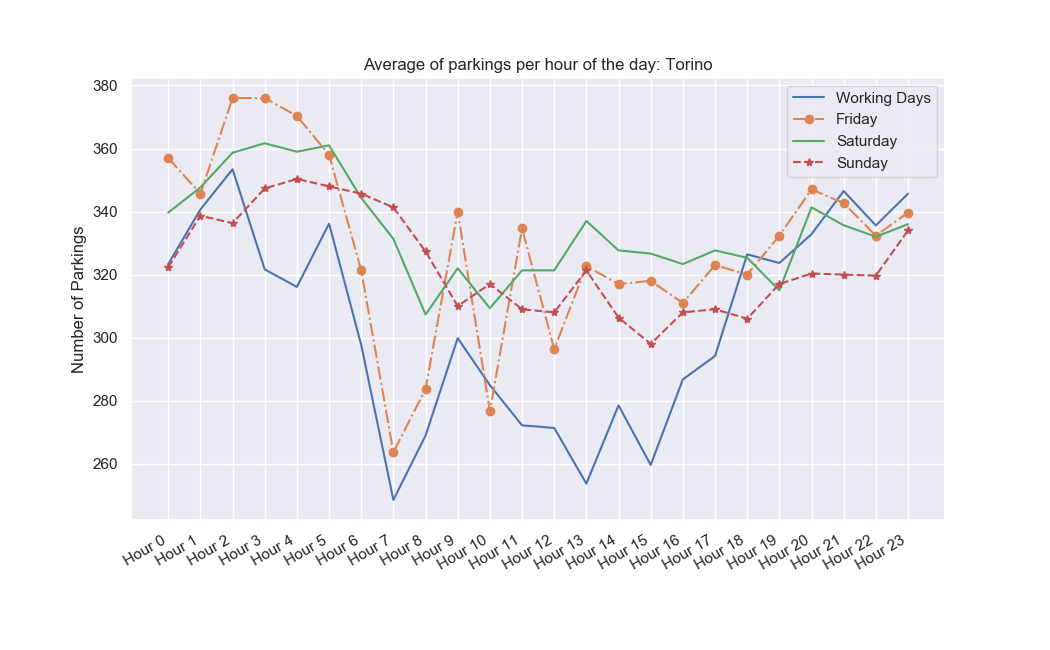 Average of parkings per hour of the day: Torino
Number of Parkings
380
360
340
320
300
280
260
Working Days
Friday
Saturday
Sunday
Hour 0
Hour 1
Hour 2
Hour 3
Hour 4
Hour 5
Hour 6
Hour 7
Hour 8
Hour 9
Hour 10
Hour 11
Hour 12
Hour 13
Hour 14
Hour 15
Hour 16
Hour 17
Hour 18
Hour 19
Hour 20
Hour 21
Hour 22
Hour 23